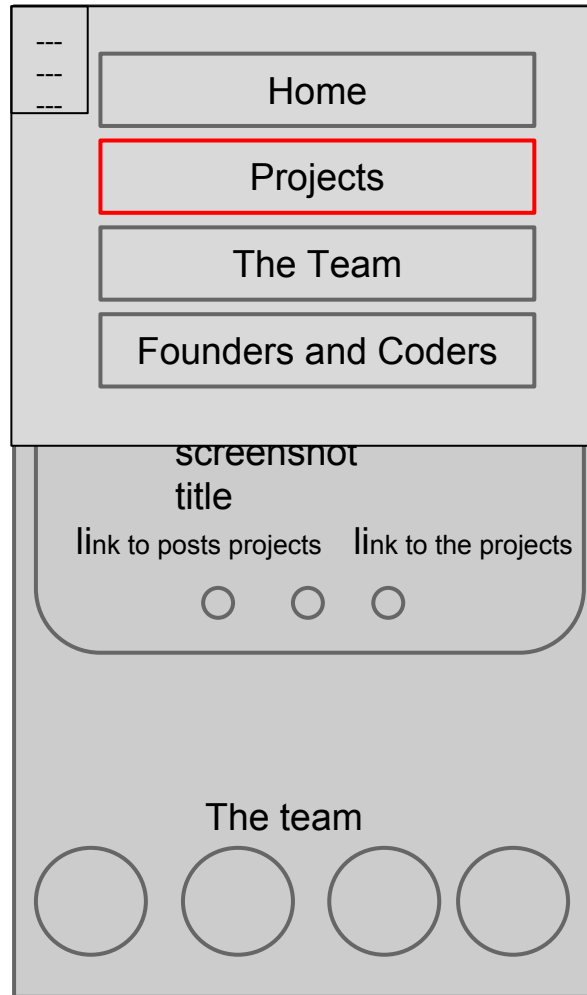 ---
---
---
Home
Projects
The Team
Founders and Coders
screenshot
title
link to posts projects link to the projects
The team